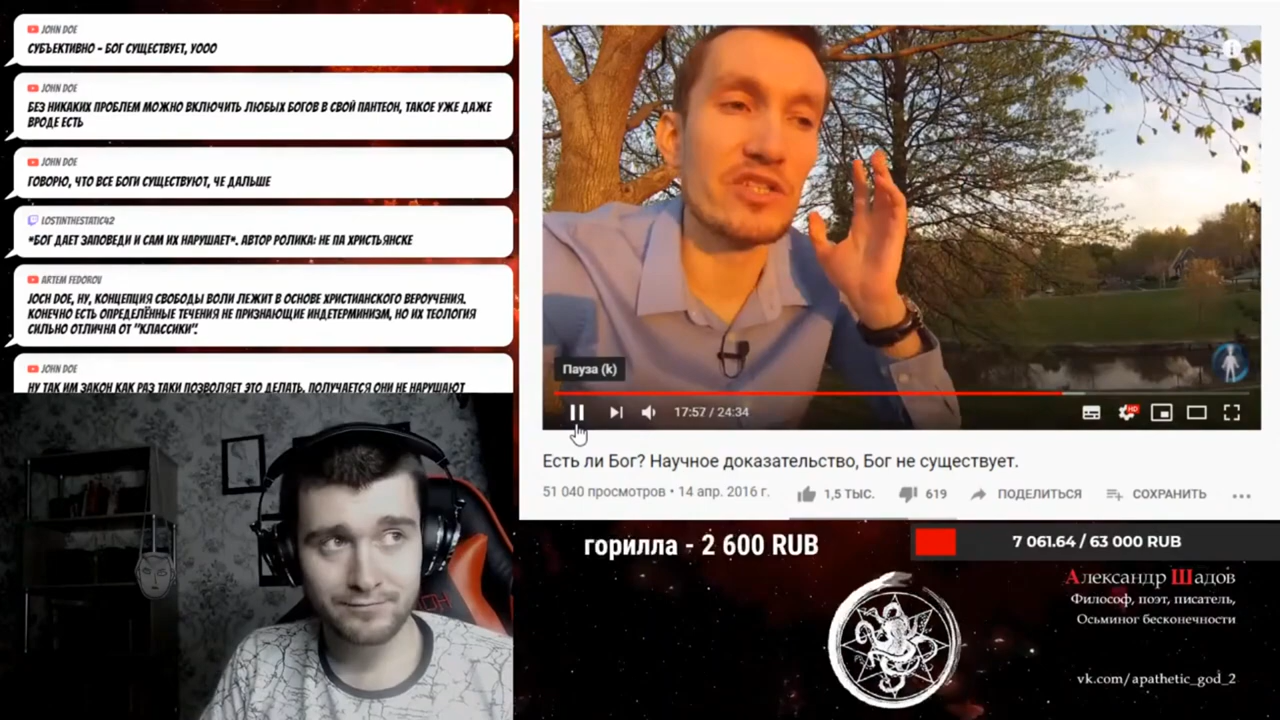 JOHN DOE
СУБЪЕКТИВНО - БОГ СУЩЕСТВУЕТ, УООО
JOHN DOE
БЕЗ НИКАКИХ ПРОБЛЕМ МОЖНО ВКЛЮЧИТЬ ЛЮБЫХ БОГОВ В СВОЙ ПАНТЕОН, ТАКОЕ УЖЕ ДАЖЕ
ВРОДЕ ЕСТЬ
JOHN DOE
ГОВОРЮ, ЧТО ВСЕ БОГИ СУЩЕСТВУЮТ, ЧЕ ДАЛЬШЕ
LOSTINTHESTATIC42
"БОГ ДАЕТ ЗАПОВЕДИ И САМ ИХ НАРУШАЕТ". АВТОР РОЛИКА: НЕ ПА ХРИСТЬЯНСКЕ
ARTEM FEDOROV
JOCH DOE, НУ, КОНЦЕПЦИЯ СВОБОДЫ ВОЛИ ЛЕЖИТ В ОСНОВЕ ХРИСТИАНСКОГО ВЕРОУЧЕНИЯ.
КОНЕЧНО ЕСТЬ ОПРЕДЕЛЁННЫЕ ТЕЧЕНИЯ НЕ ПРИЗНАЮЩИЕ ИНДЕТЕРМИНИЗМ, НО ИХ ТЕОЛОГИЯ
СИЛЬНО ОТЛИЧНА ОТ "КЛАССИКИ".
JOHN DOE
НУ ТАК ИМ ЗАКОН КАК РАЗ ТАКИ ПОЗВОЛЯЕТ ЭТО ДЕЛАТЬ, ПОЛУЧАЕТСЯ ОНИ НЕ НАРУШАЮТ
Пауза (k)
17:57 / 24:34
HD
Есть ли Бог? Научное доказательство, Бог не существует.
51 040 просмотров • 14 апр. 2016 г.
1,5 ТЫС.
619
ПОДЕЛИТЬСЯ
СОХРАНИТЬ
горилла - 2 600 RUB
7 061.64 / 63 000 RUB
Александр Шадов
Философ, поэт, писатель,
Осьминог бесконечности
vk.com/apathetic_god_2